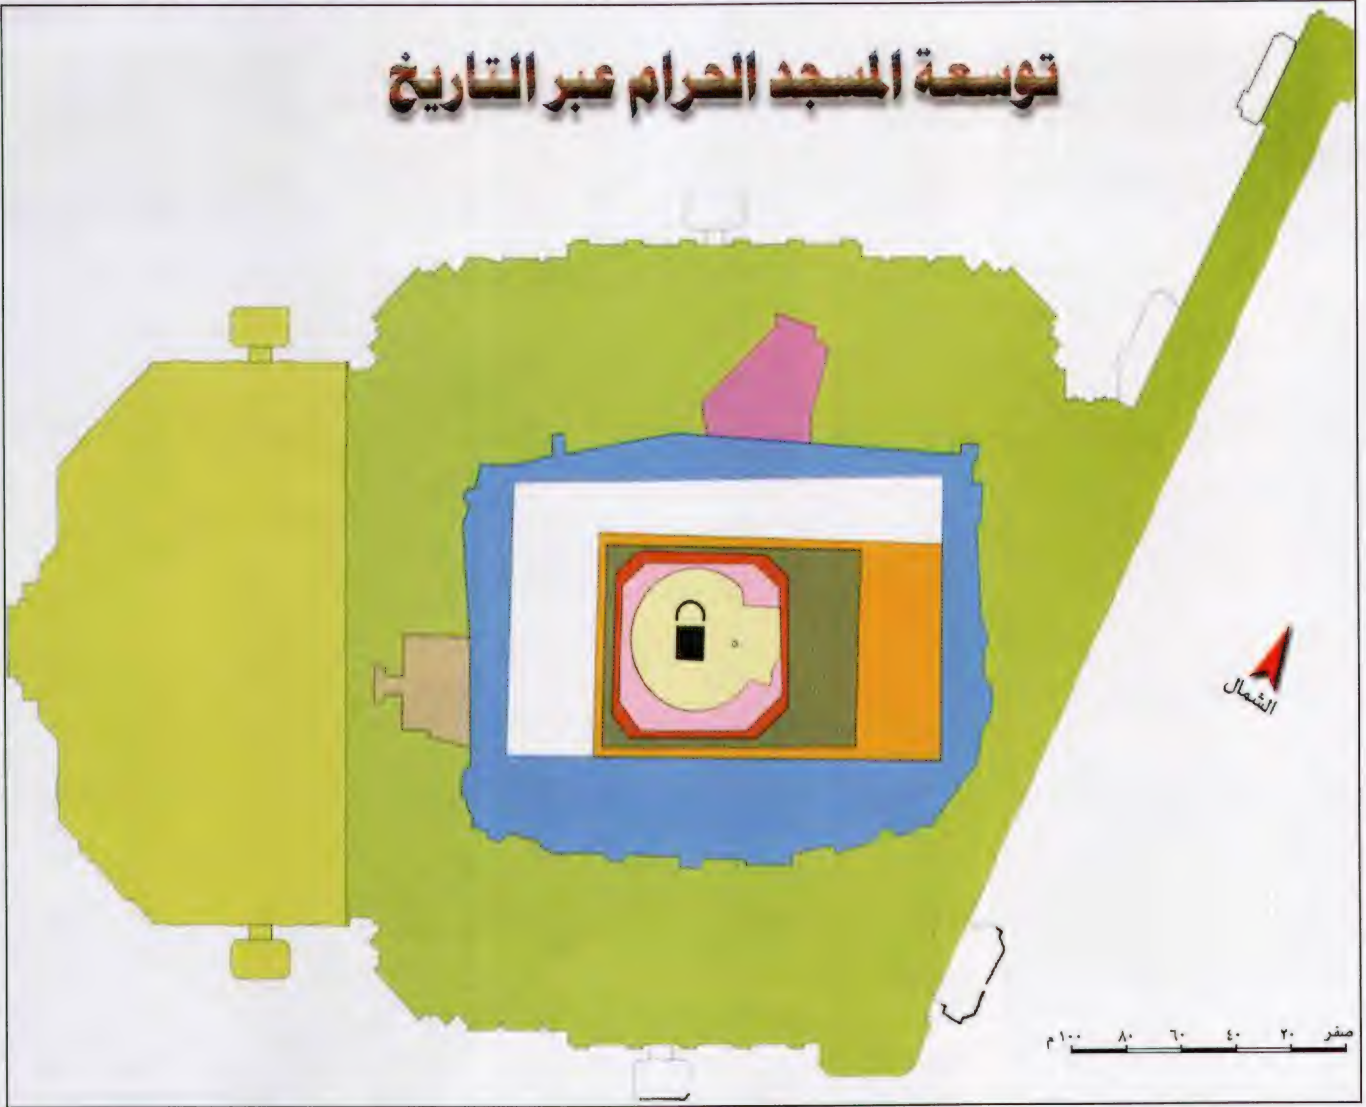 توسعة المسجد الحرام عبر التاريخ
الشمال
صفر ٢٠ ٤٠ ٦٠ ٨٠ ١٠٠ م